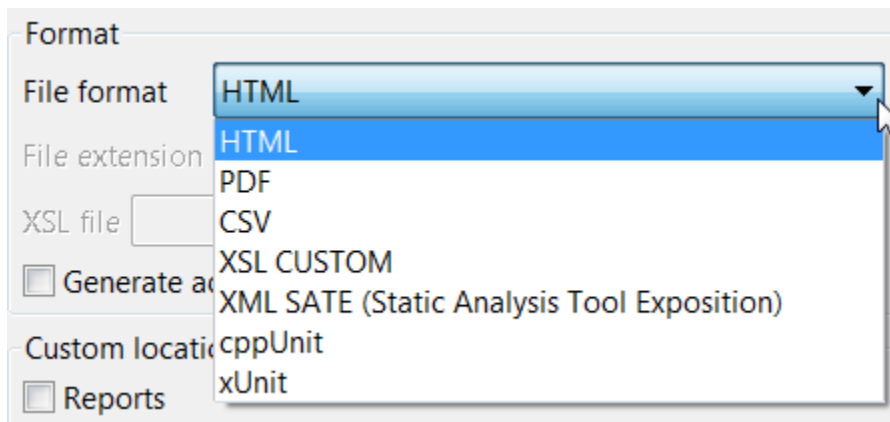 Format
File format HTML
File extension HTML
PDF
XSL file CSV
XSL CUSTOM
Generate
XML SATE (Static Analysis Tool Exposition)
Custom
cppUnit
xUnit
Reports